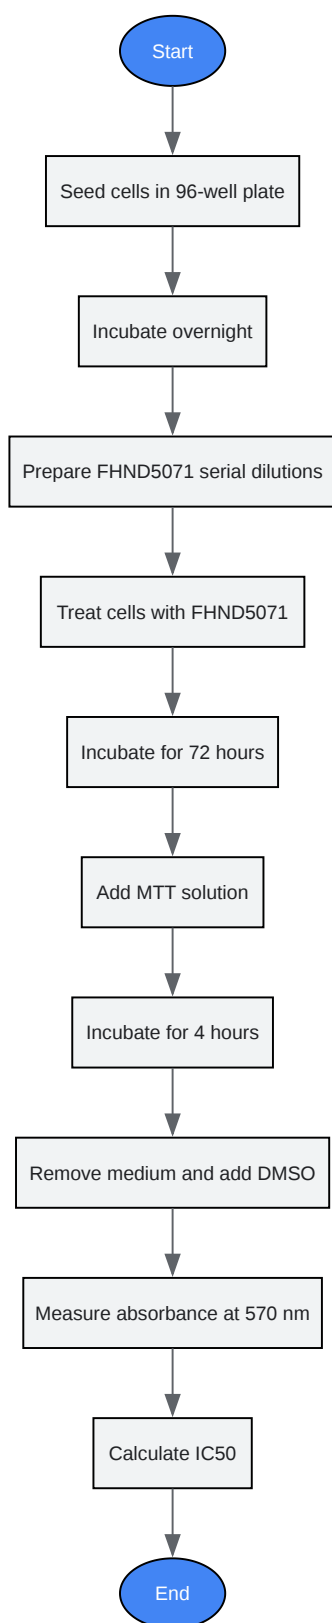 Start
Seed cells in 96-well plate
Incubate overnight
Prepare FHND5071 serial dilutions
Treat cells with FHND5071
Incubate for 72 hours
Add MTT solution
Incubate for 4 hours
Remove medium and add DMSO
Measure absorbance at 570 nm
Calculate IC50
End